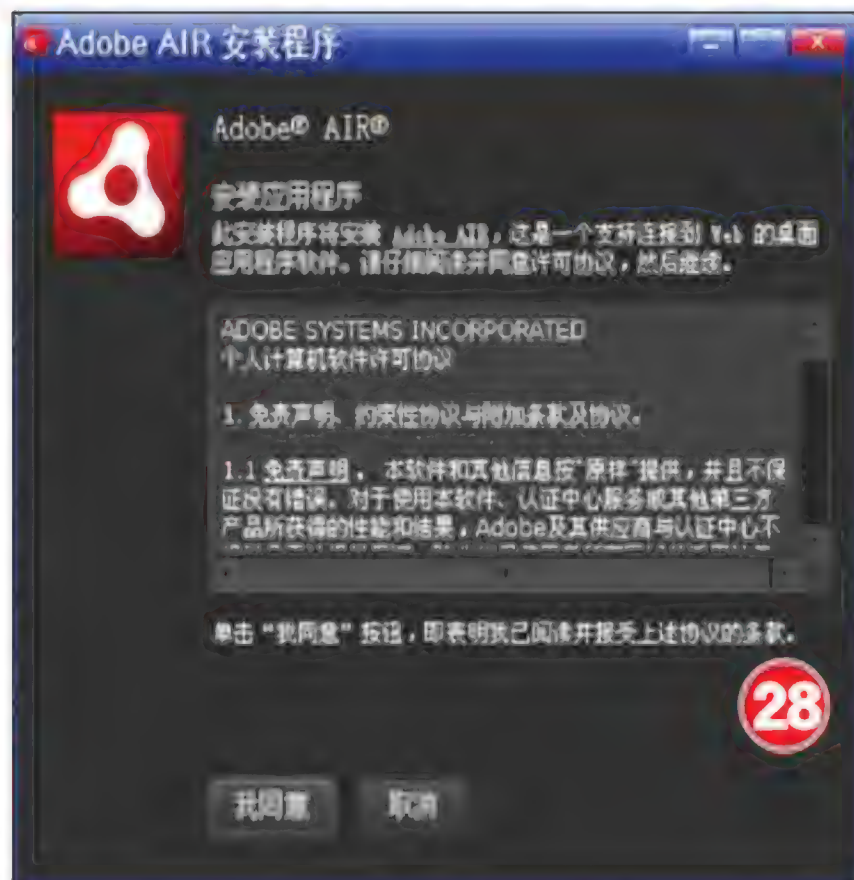 Adobe AIR 安装程序
Adobe® AIR®
安装应用程序
此安装程序将安装 Adobe AIR，这是一个支持连接到 Web 的桌面
应用程序软件。请仔细阅读并同意许可协议，然后继续。
ADOBE SYSTEMS INCORPORATED
个人计算机软件许可协议
1. 免责声明、约束性协议与附加条款及协议。
1.1 免责声明。 本软件和其他信息按"原样"提供，并且不保
证没有错误。对于使用本软件、认证中心服务或其他第三方
产品所获得的性能和结果，Adobe及其供应商与认证中心不
单击“我同意”按钮，即表明我已阅读并接受上述协议的条款。
28
我同意 取消